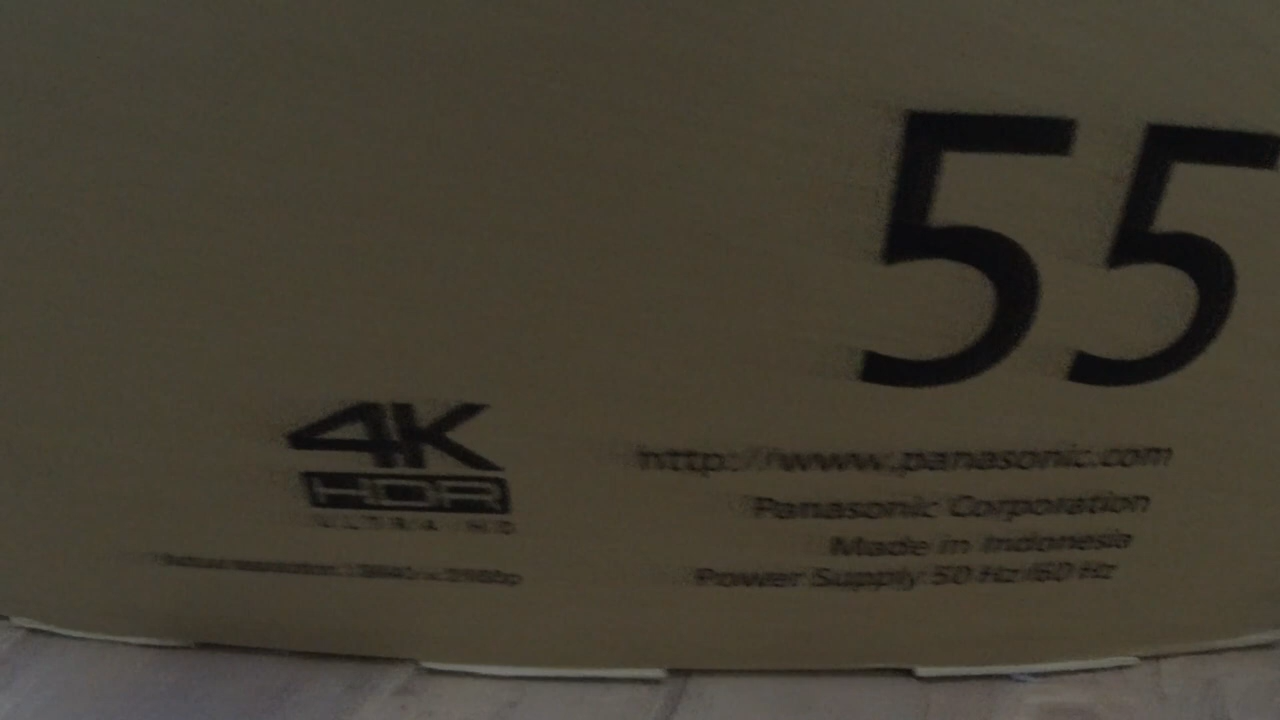 55
4K
HDR
ULTRA HD
http://www.panasonic.com
Panasonic Corporation
Made in Indonesia
Power Supply: 50 Hz/60 Hz